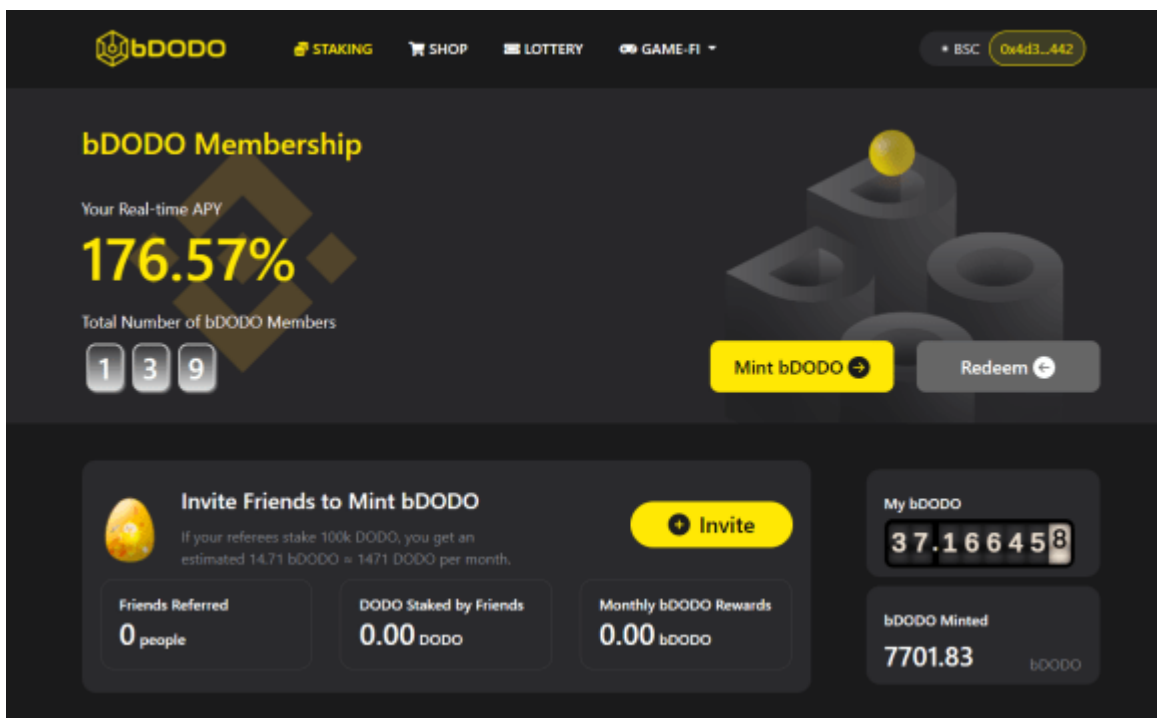 bDODO STAKING SHOP LOTTERY GAME-FI BSC 0x4d3...442
bDODO Membership
Your Real-time APY
176.57%
Total Number of bDODO Members
1 3 9
Mint bDODO
Redeem
Invite Friends to Mint bDODO
If your referees stake 100k DODO, you get an
estimated 14.71 bDODO ≈ 1471 DODO per month.
Invite
Friends Referred
0 people
DODO Staked by Friends
0.00 DODO
Monthly bDODO Rewards
0.00 bDODO
My bDODO
37.166458
bDODO Minted
7701.83 bDODO